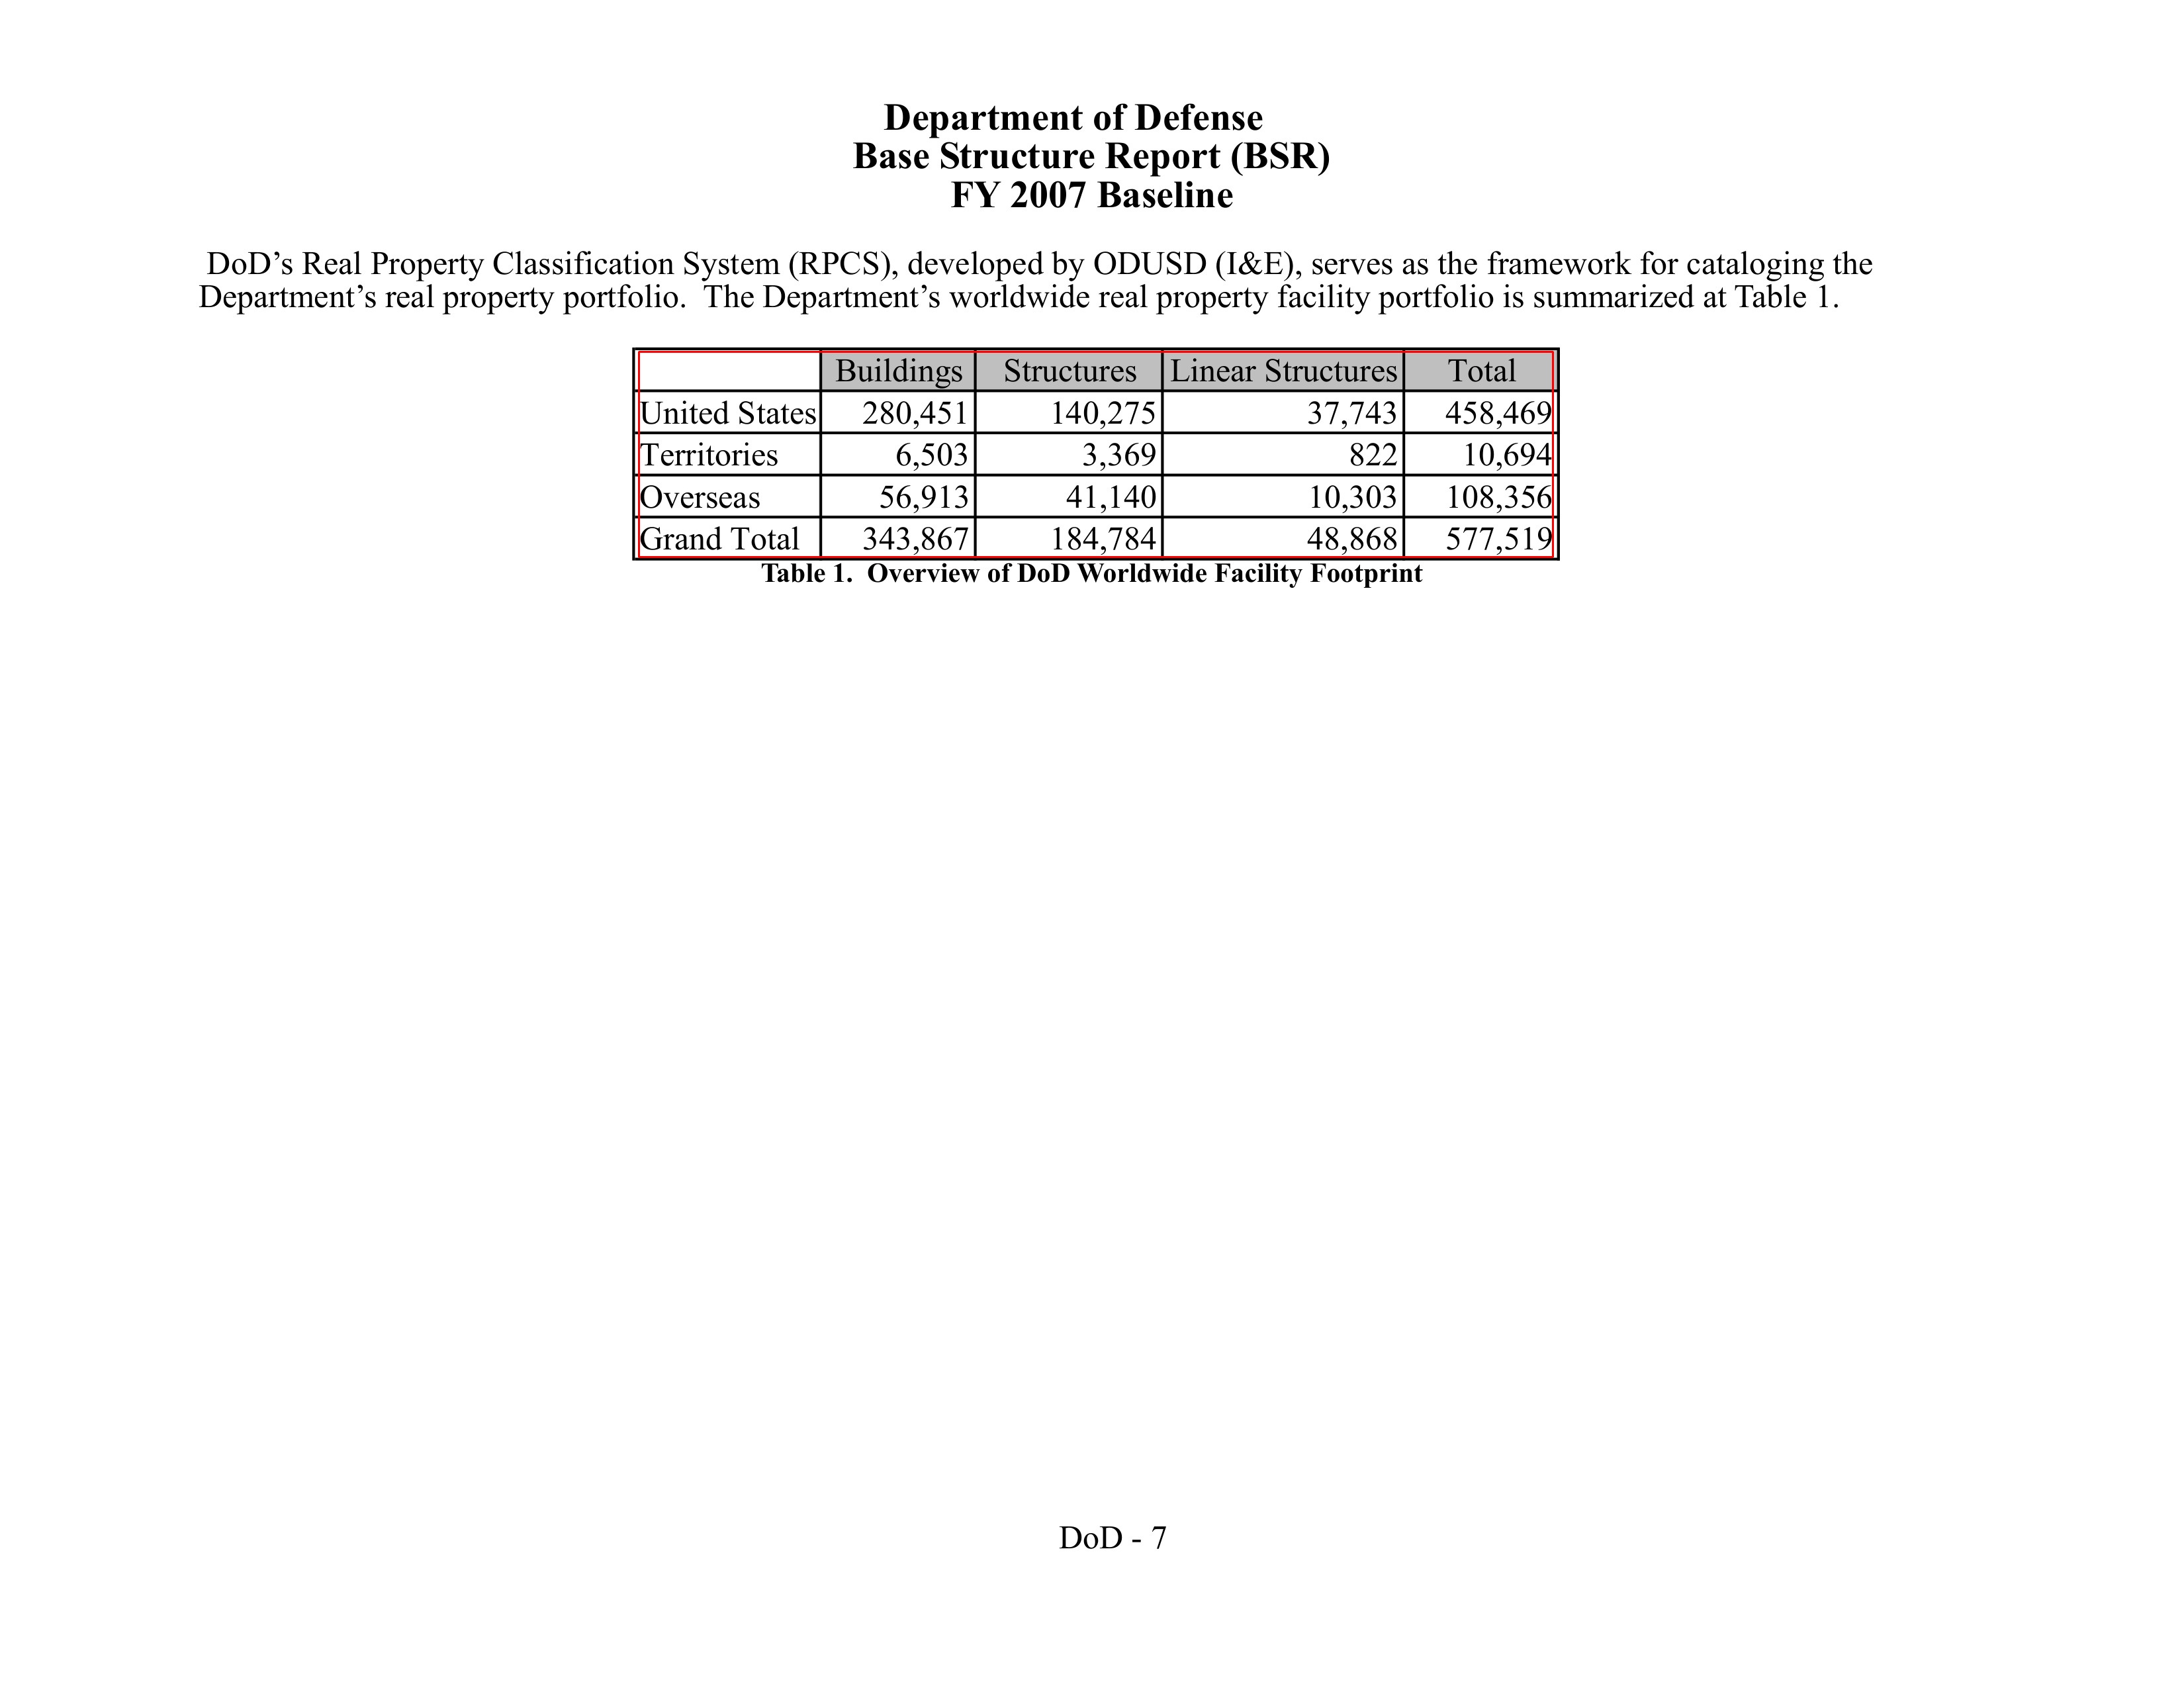 Department of Defense
Base Structure Report (BSR)
FY 2007 Baseline
DoD’s Real Property Classification System (RPCS), developed by ODUSD (I&E), serves as the framework for cataloging the
Department’s real property portfolio.  The Department’s worldwide real property facility portfolio is summarized at Table 1.
Buildings Structures Linear Structures Total
United States 280,451 140,275 37,743 458,469
Territories 6,503 3,369 822 10,694
Overseas 56,913 41,140 10,303 108,356
Grand Total 343,867 184,784 48,868 577,519
Table 1.  Overview of DoD Worldwide Facility Footprint
DoD - 7